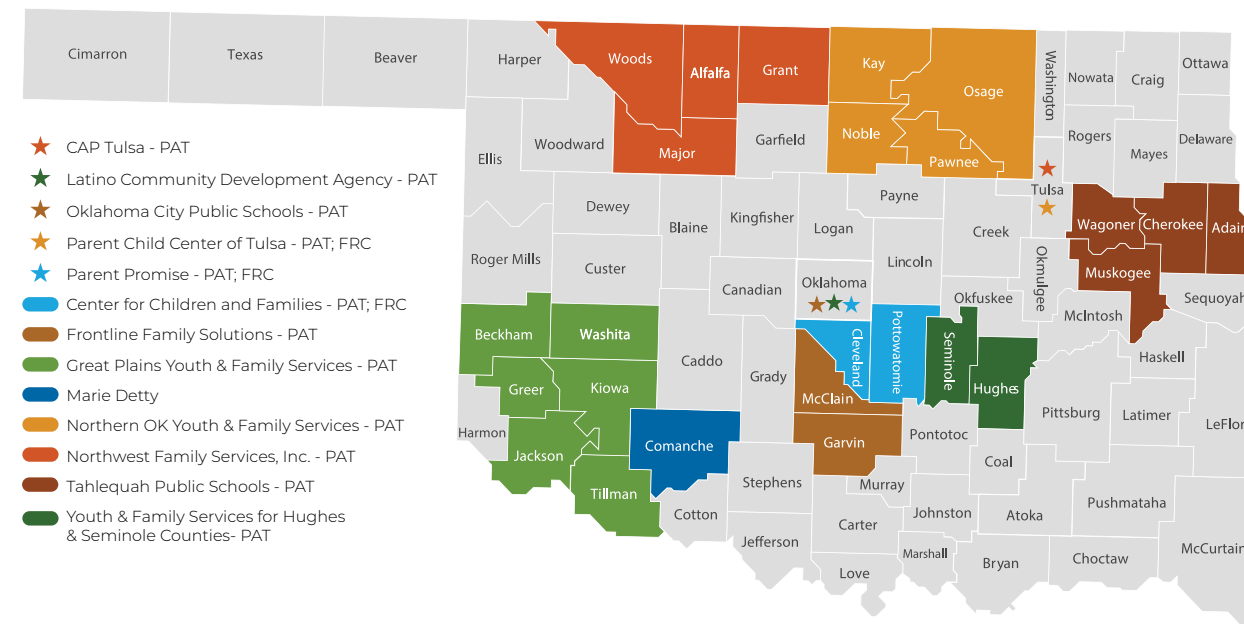 Cimarron
Texas
Beaver
Harper
Woods
Alfalfa
Grant
Kay
Osage
Washington
Nowata
Craig
Ottawa
Ellis
Woodward
Major
Garfield
Noble
Pawnee
Rogers
Mayes
Delaware
Tulsa
Dewey
Blaine
Kingfisher
Logan
Payne
Creek
Wagoner
Cherokee
Adair
Roger Mills
Custer
Canadian
Oklahoma
Lincoln
Okfuskee
Okmulgee
Muskogee
McIntosh
Sequoyah
Beckham
Washita
Caddo
Grady
Cleveland
Pottowatomie
Seminole
Hughes
Haskell
Greer
Kiowa
McClain
Pittsburg
Latimer
LeFlor
Harmon
Jackson
Comanche
Garvin
Pontotoc
Coal
Tillman
Stephens
Murray
Pushmataha
Cotton
Carter
Johnston
Atoka
Jefferson
Love
Marshall
Bryan
Choctaw
McCurtain
CAP Tulsa - PAT
Latino Community Development Agency - PAT
Oklahoma City Public Schools - PAT
Parent Child Center of Tulsa - PAT; FRC
Parent Promise - PAT; FRC
Center for Children and Families - PAT; FRC
Frontline Family Solutions - PAT
Great Plains Youth & Family Services - PAT
Marie Detty
Northern OK Youth & Family Services - PAT
Northwest Family Services, Inc. - PAT
Tahlequah Public Schools - PAT
Youth & Family Services for Hughes
& Seminole Counties- PAT